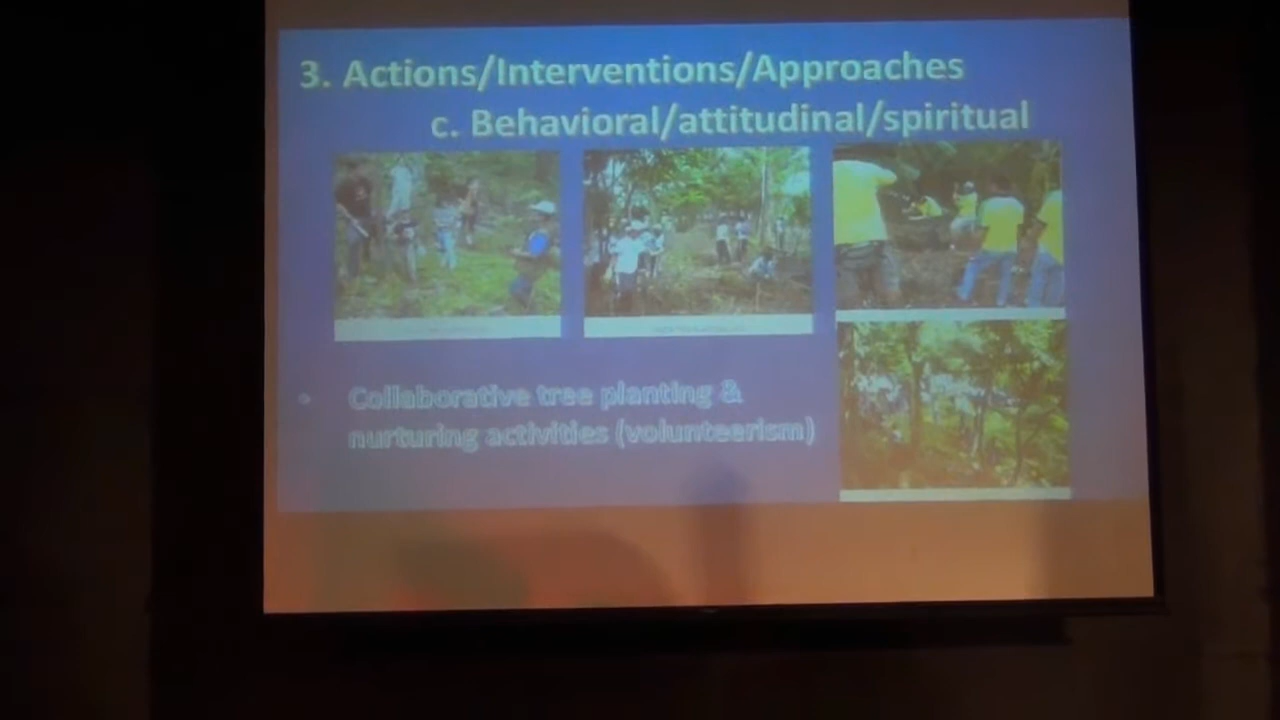 3. Actions/Interventions/Approaches
c. Behavioral/attitudinal/spiritual
• Collaborative tree planting &
nurturing activities (volunteerism)